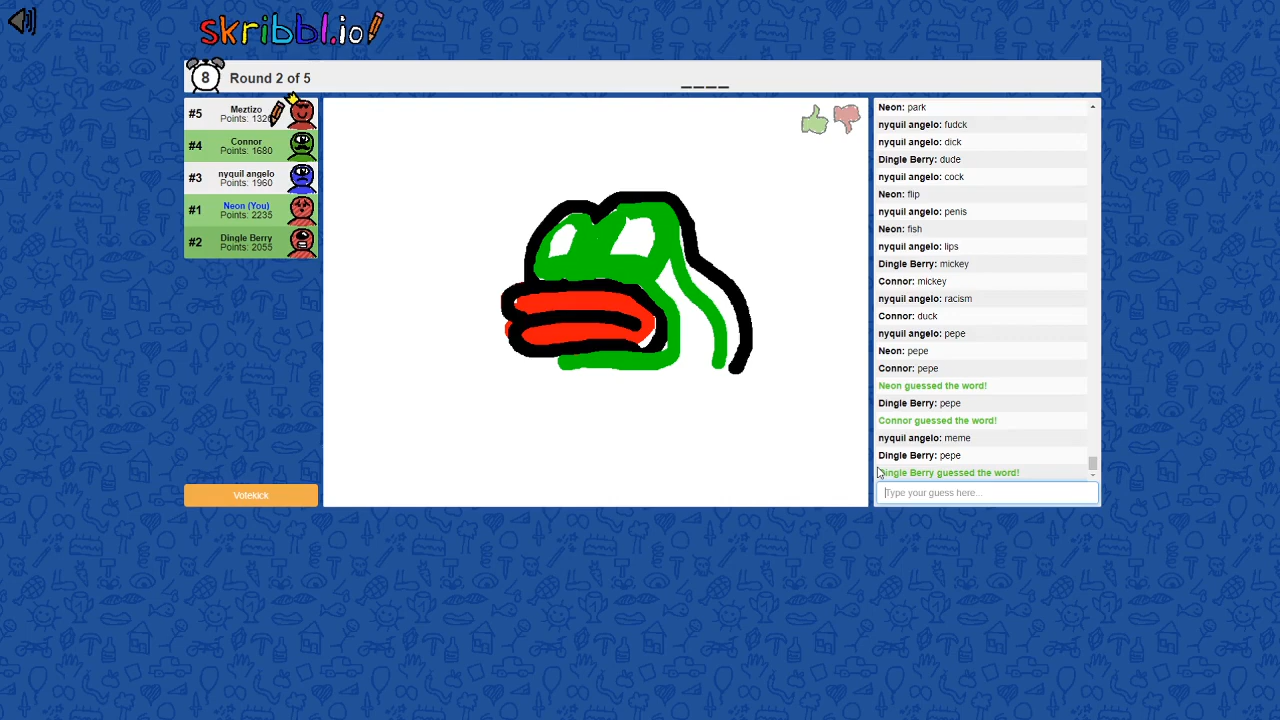 skribbl.io
8
Round 2 of 5
____
#5
Meztizo
Points: 1320
#4
Connor
Points: 1680
#3
nyquil angelo
Points: 1960
#1
Neon (You)
Points: 2235
#2
Dingle Berry
Points: 2055
Votekick
Neon: park
nyquil angelo: fudck
nyquil angelo: dick
Dingle Berry: dude
nyquil angelo: cock
Neon: flip
nyquil angelo: penis
Neon: fish
nyquil angelo: lips
Dingle Berry: mickey
Connor: mickey
nyquil angelo: racism
Connor: duck
nyquil angelo: pepe
Neon: pepe
Connor: pepe
Neon guessed the word!
Dingle Berry: pepe
Connor guessed the word!
nyquil angelo: meme
Dingle Berry: pepe
Dingle Berry guessed the word!
Type your guess here...